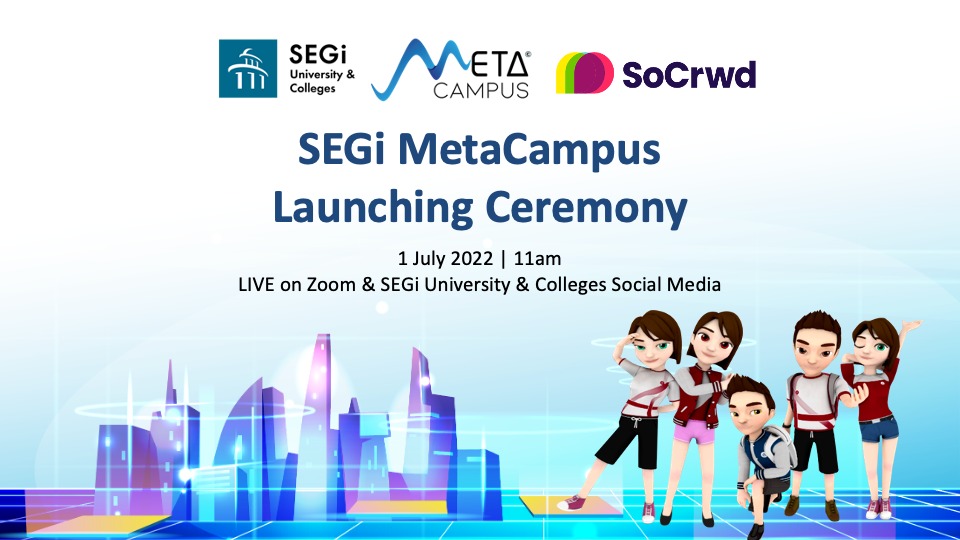 SEGi
University &
Colleges
META©
CAMPUS
SoCrwd
SEGi MetaCampus
Launching Ceremony
1 July 2022 | 11am
LIVE on Zoom & SEGi University & Colleges Social Media